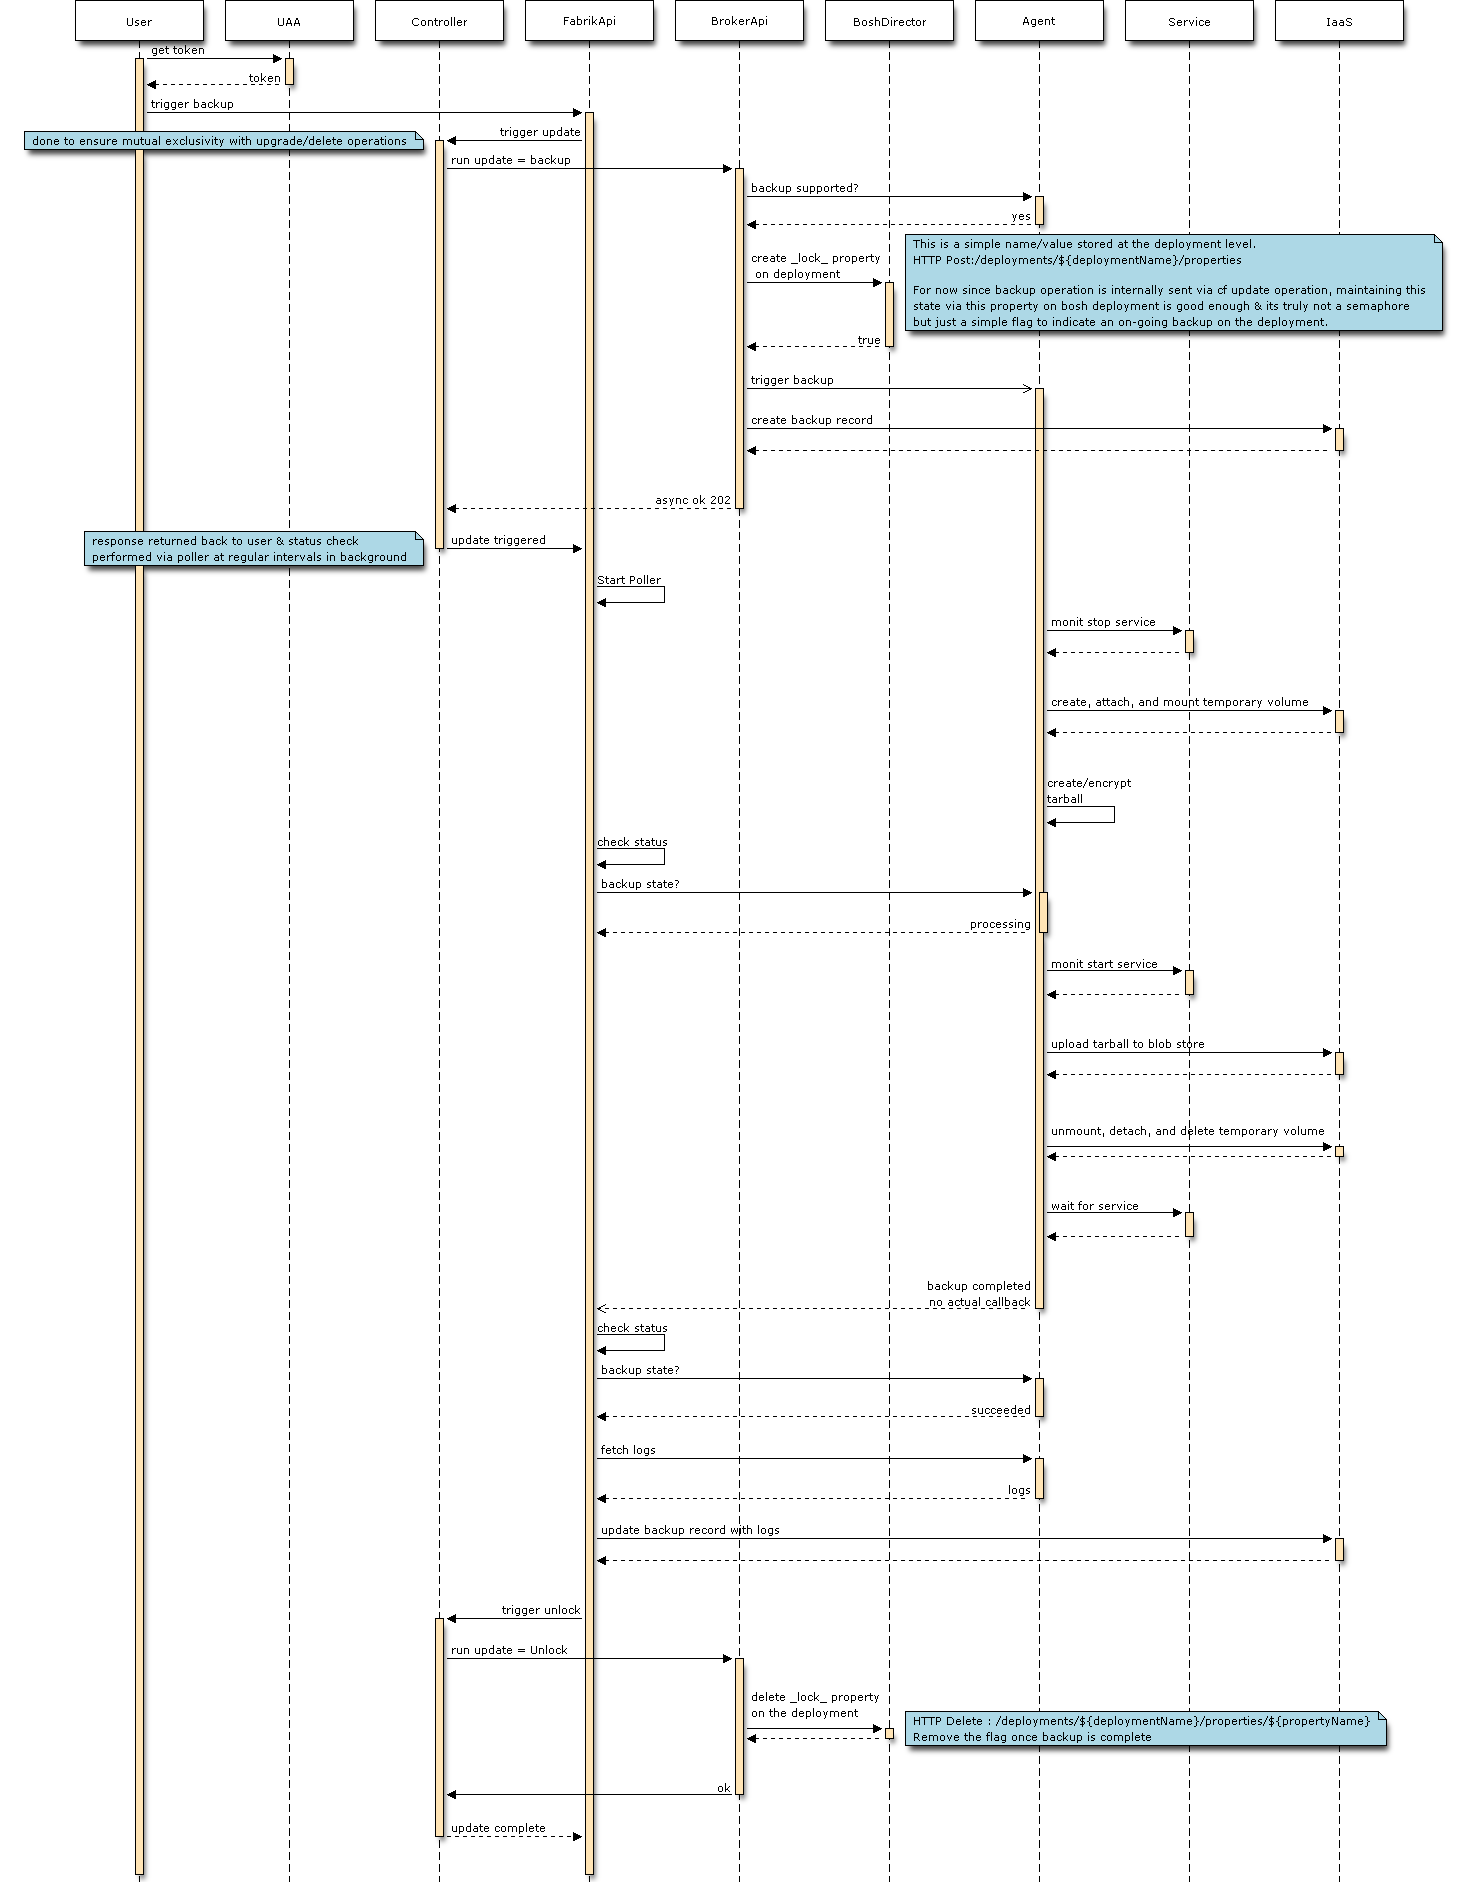 User
UAA
Controller
FabrikApi
BrokerApi
BoshDirector
Agent
Service
IaaS
get token
token
trigger backup
trigger update
done to ensure mutual exclusivity with upgrade/delete operations
run update = backup
backup supported?
yes
This is a simple name/value stored at the deployment level.
HTTP Post:/deployments/${deploymentName}/properties
For now since backup operation is internally sent via cf update operation, maintaining this
state via this property on bosh deployment is good enough & its truly not a semaphore
but just a simple flag to indicate an on-going backup on the deployment.
create _lock_ property
on deployment
true
trigger backup
create backup record
async ok 202
response returned back to user & status check
performed via poller at regular intervals in background
update triggered
Start Poller
monit stop service
create, attach, and mount temporary volume
create/encrypt
tarball
check status
backup state?
processing
monit start service
upload tarball to blob store
unmount, detach, and delete temporary volume
wait for service
backup completed
no actual callback
check status
backup state?
succeeded
fetch logs
logs
update backup record with logs
trigger unlock
run update = Unlock
delete _lock_ property
on the deployment
HTTP Delete : /deployments/${deploymentName}/properties/${propertyName}
Remove the flag once backup is complete
ok
update complete